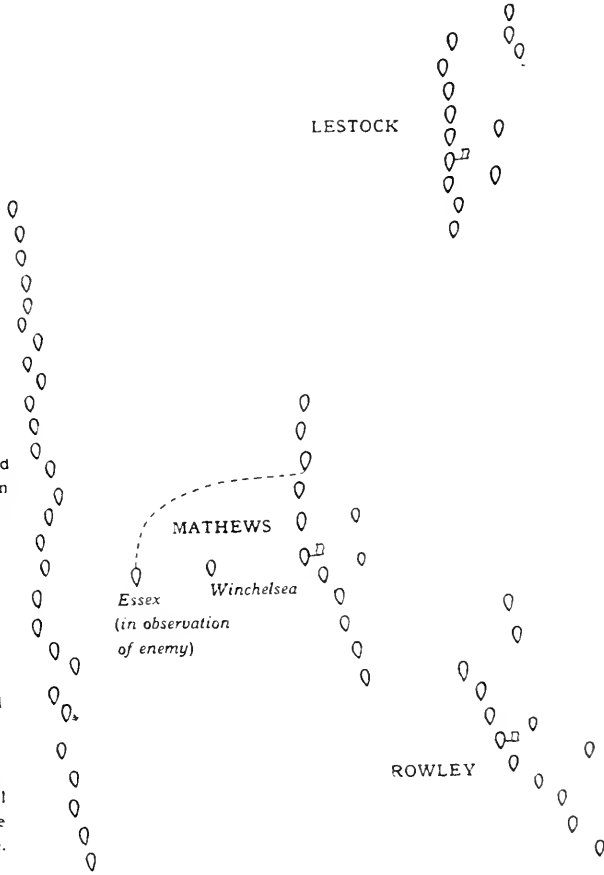 LESTOCK
MATHEWS
Winchelsea
Essex
(in observation
of enemy)
ROWLEY